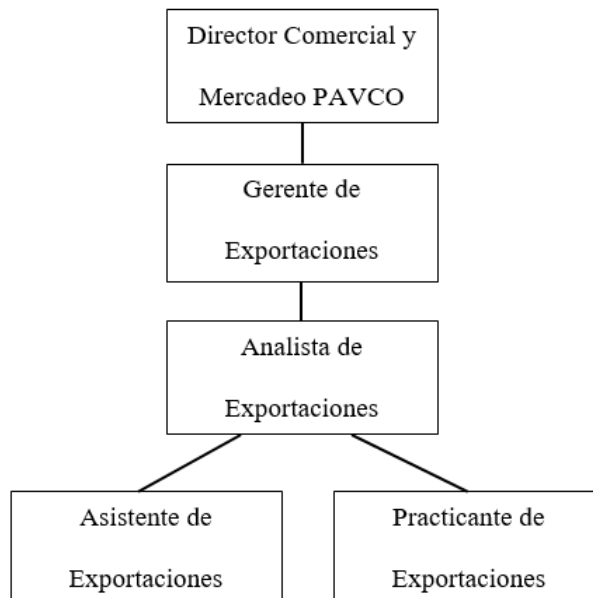 Director Comercial y
Mercadeo PAVCO
Gerente de
Exportaciones
Analista de
Exportaciones
Asistente de
Exportaciones
Practicante de
Exportaciones